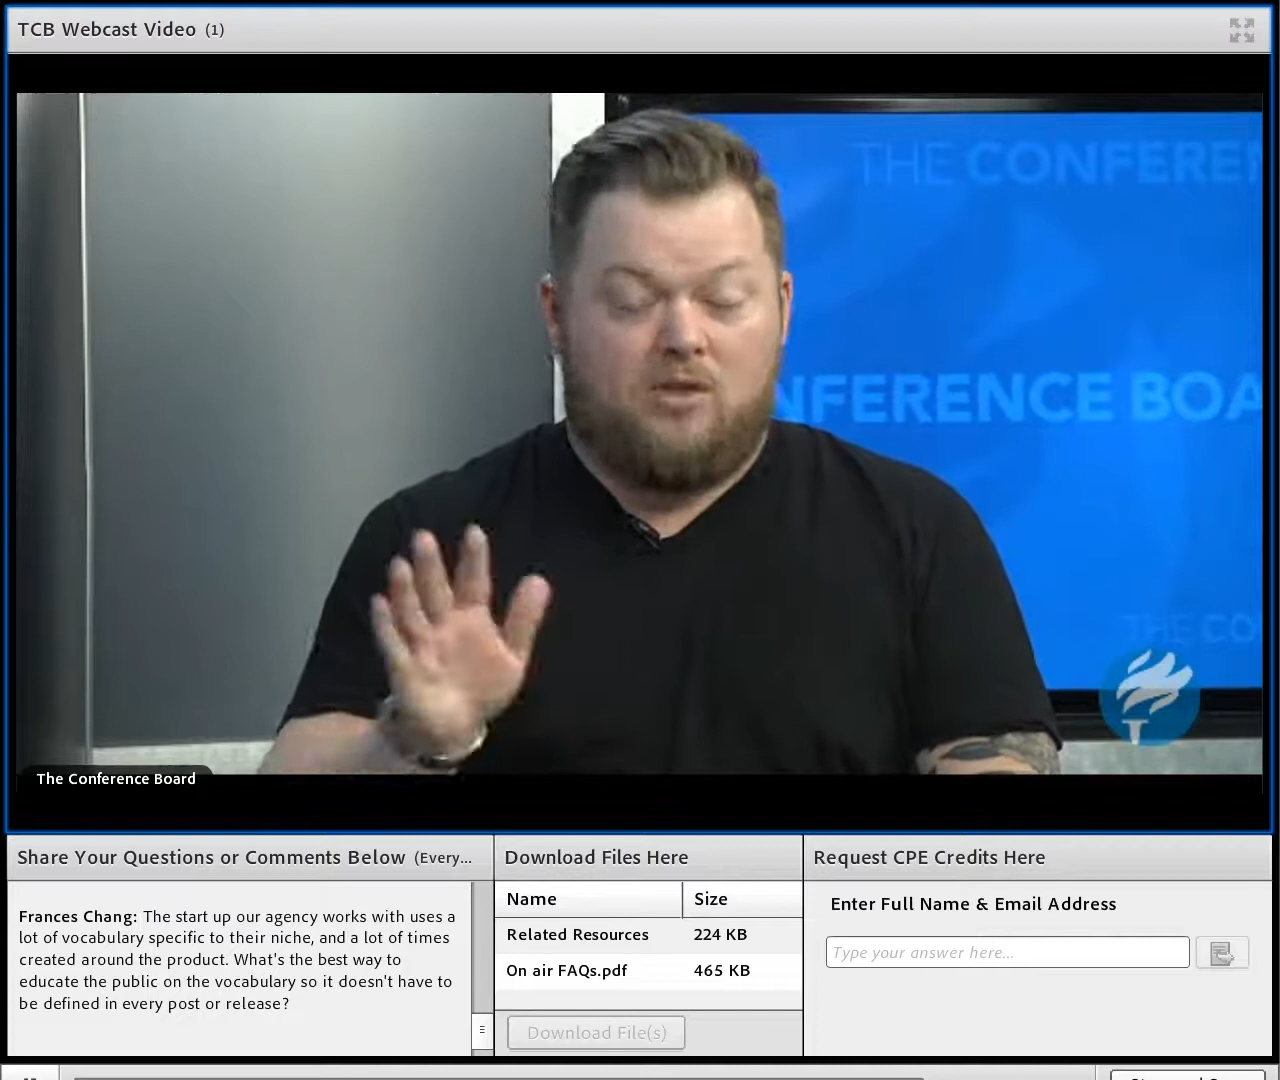 TCB Webcast Video (1)
THE CONFEREN
NFERENCE BOA
THE CO
The Conference Board
Share Your Questions or Comments Below (Every...
Frances Chang: The start up our agency works with uses a
lot of vocabulary specific to their niche, and a lot of times
created around the product. What's the best way to
educate the public on the vocabulary so it doesn't have to
be defined in every post or release?
Download Files Here
Name Size
Related Resources 224 KB
On air FAQs.pdf 465 KB
Download File(s)
Request CPE Credits Here
Enter Full Name & Email Address
Type your answer here...